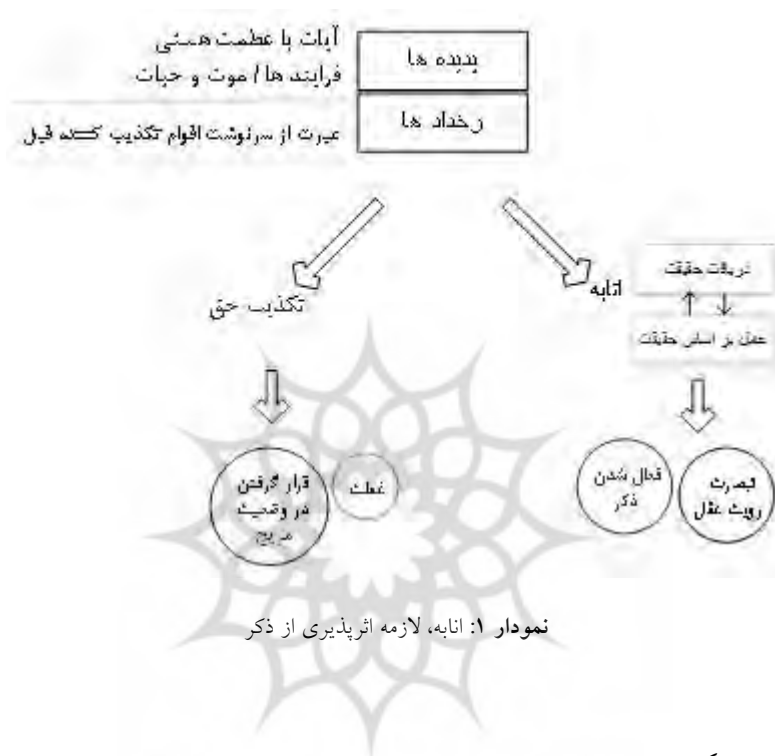 آیات با عظمت هستی
فرایند ها / موت و حیات
پدیده ها
عبرت از سرنوشت اقوام تکذیب کننده قبل
رخداد ها
انابه
دریافت حقیقت
عمل بر اساس حقیقت
تکذیب حق
فعال شدن
ذکر
تبصرت
رویت عقل
غفلت
قرار گرفتن
در وضعیت
مریج
نمودار ۱: انابه، لازمه اثرپذیری از ذکر